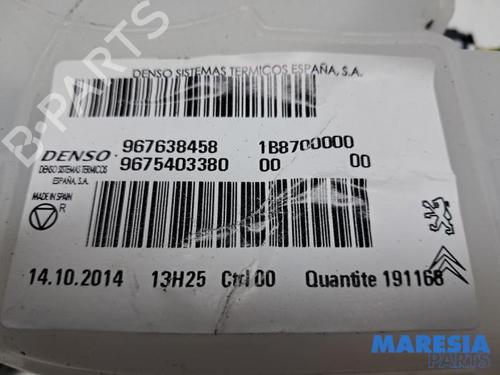 DENSO SISTEMAS TERMICOS ESPAÑA, S.A.
DENSO
967638458 1B8700000
9675403380 00 00
DENSO SISTEMAS TERMICOS
ESPAÑA, S.A.
MADE IN SPAIN
R
14.10.2014 13H25 Ctrl 00 Quantite 191168
B-PARTS
MARESIA
PARTS